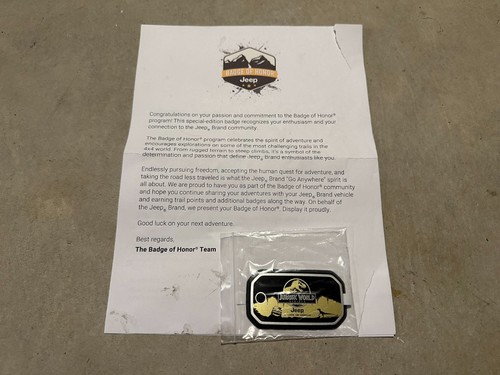 BADGE OF HONOR
Jeep
Congratulations on your passion and commitment to the Badge of Honor®
program! This special-edition badge recognizes your enthusiasm and your
connection to the Jeep® Brand community.
The Badge of Honor® program celebrates the spirit of adventure and
encourages explorations on some of the most challenging trails in the
4x4 world. From rugged terrain to steep climbs, it's a symbol of the
determination and passion that define Jeep® Brand enthusiasts like you.
Endlessly pursuing freedom, accepting the human quest for adventure, and
taking the road less traveled is what the Jeep® Brand "Go Anywhere" spirit is
all about. We are proud to have you as part of the Badge of Honor® community
and hope you continue sharing your adventures with your Jeep® Brand vehicle
and earning trail points and additional badges along the way. On behalf of
the Jeep® Brand, we present your Badge of Honor®. Display it proudly.
Good luck on your next adventure.
Best regards,
The Badge of Honor® Team
JURASSIC WORLD
Jeep